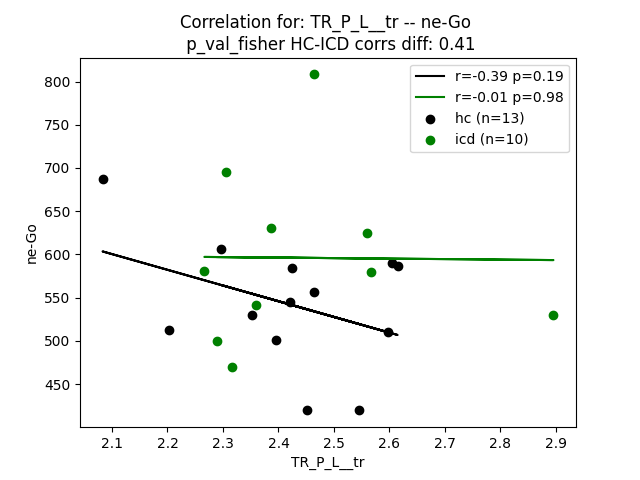 Correlation for: TR_P_L__tr -- ne-Go
p_val_fisher HC-ICD corrs diff: 0.41
r=-0.39 p=0.19
r=-0.01 p=0.98
hc (n=13)
icd (n=10)
800
750
700
650
600
550
500
450
ne-Go
2.1 2.2 2.3 2.4 2.5 2.6 2.7 2.8 2.9
TR_P_L__tr